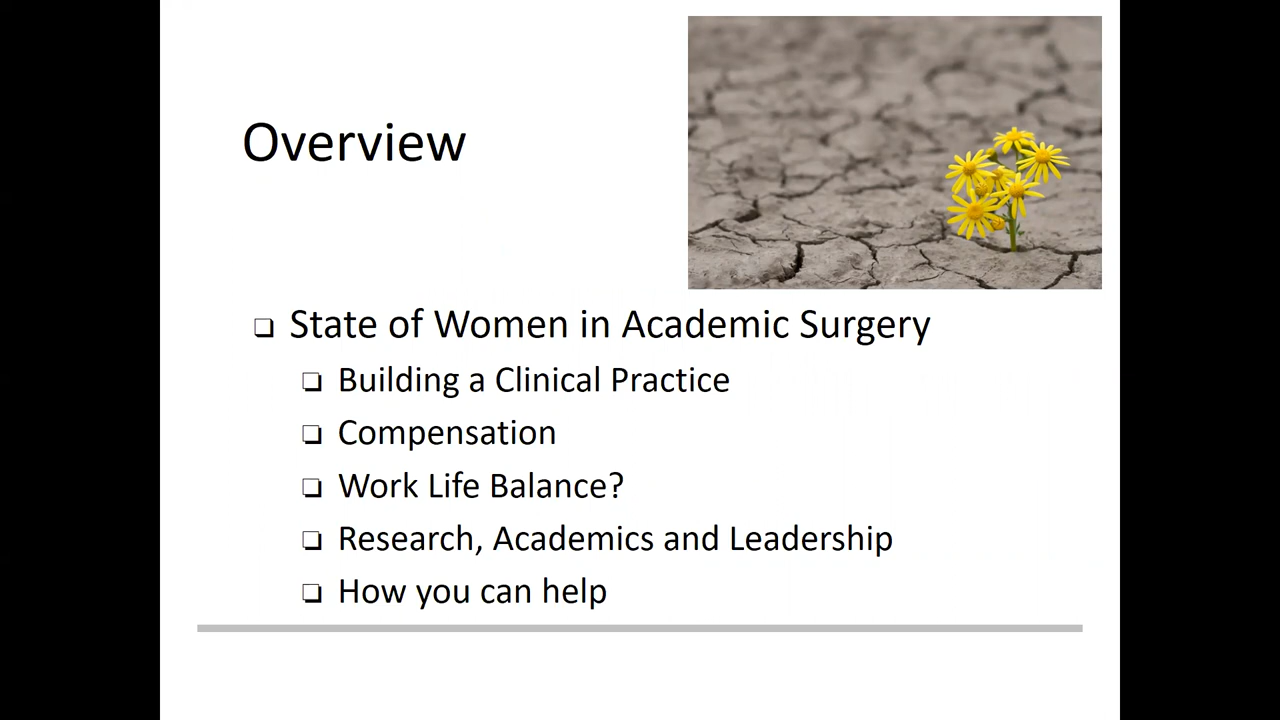 Overview
State of Women in Academic Surgery
Building a Clinical Practice
Compensation
Work Life Balance?
Research, Academics and Leadership
How you can help